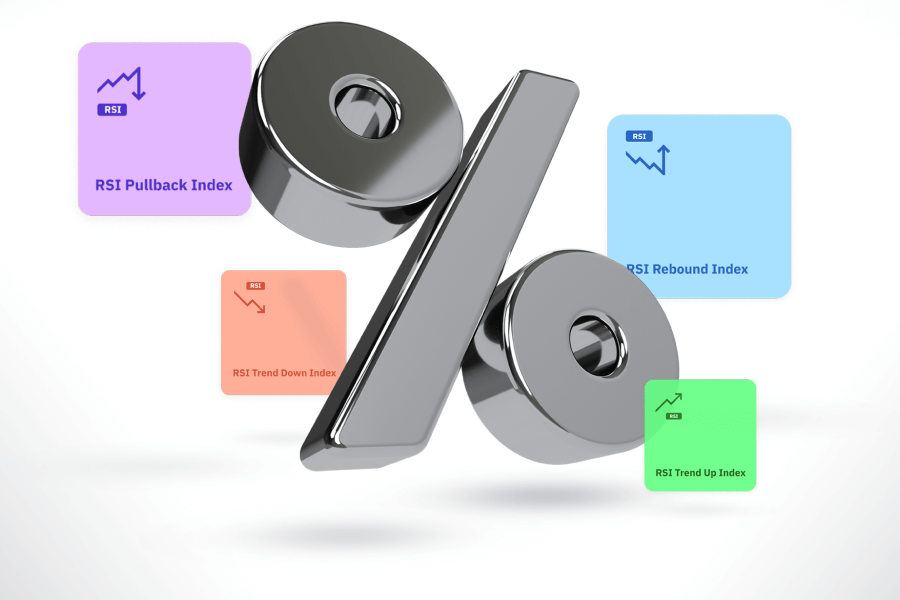 RSI
RSI Pullback Index
RSI
RSI Rebound Index
RSI
RSI Trend Down Index
RSI
RSI Trend Up Index